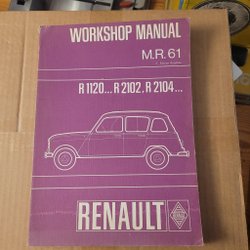 WORKSHOP MANUAL
M.R. 61
R 1120... R 2102, R 2104...
RENAULT